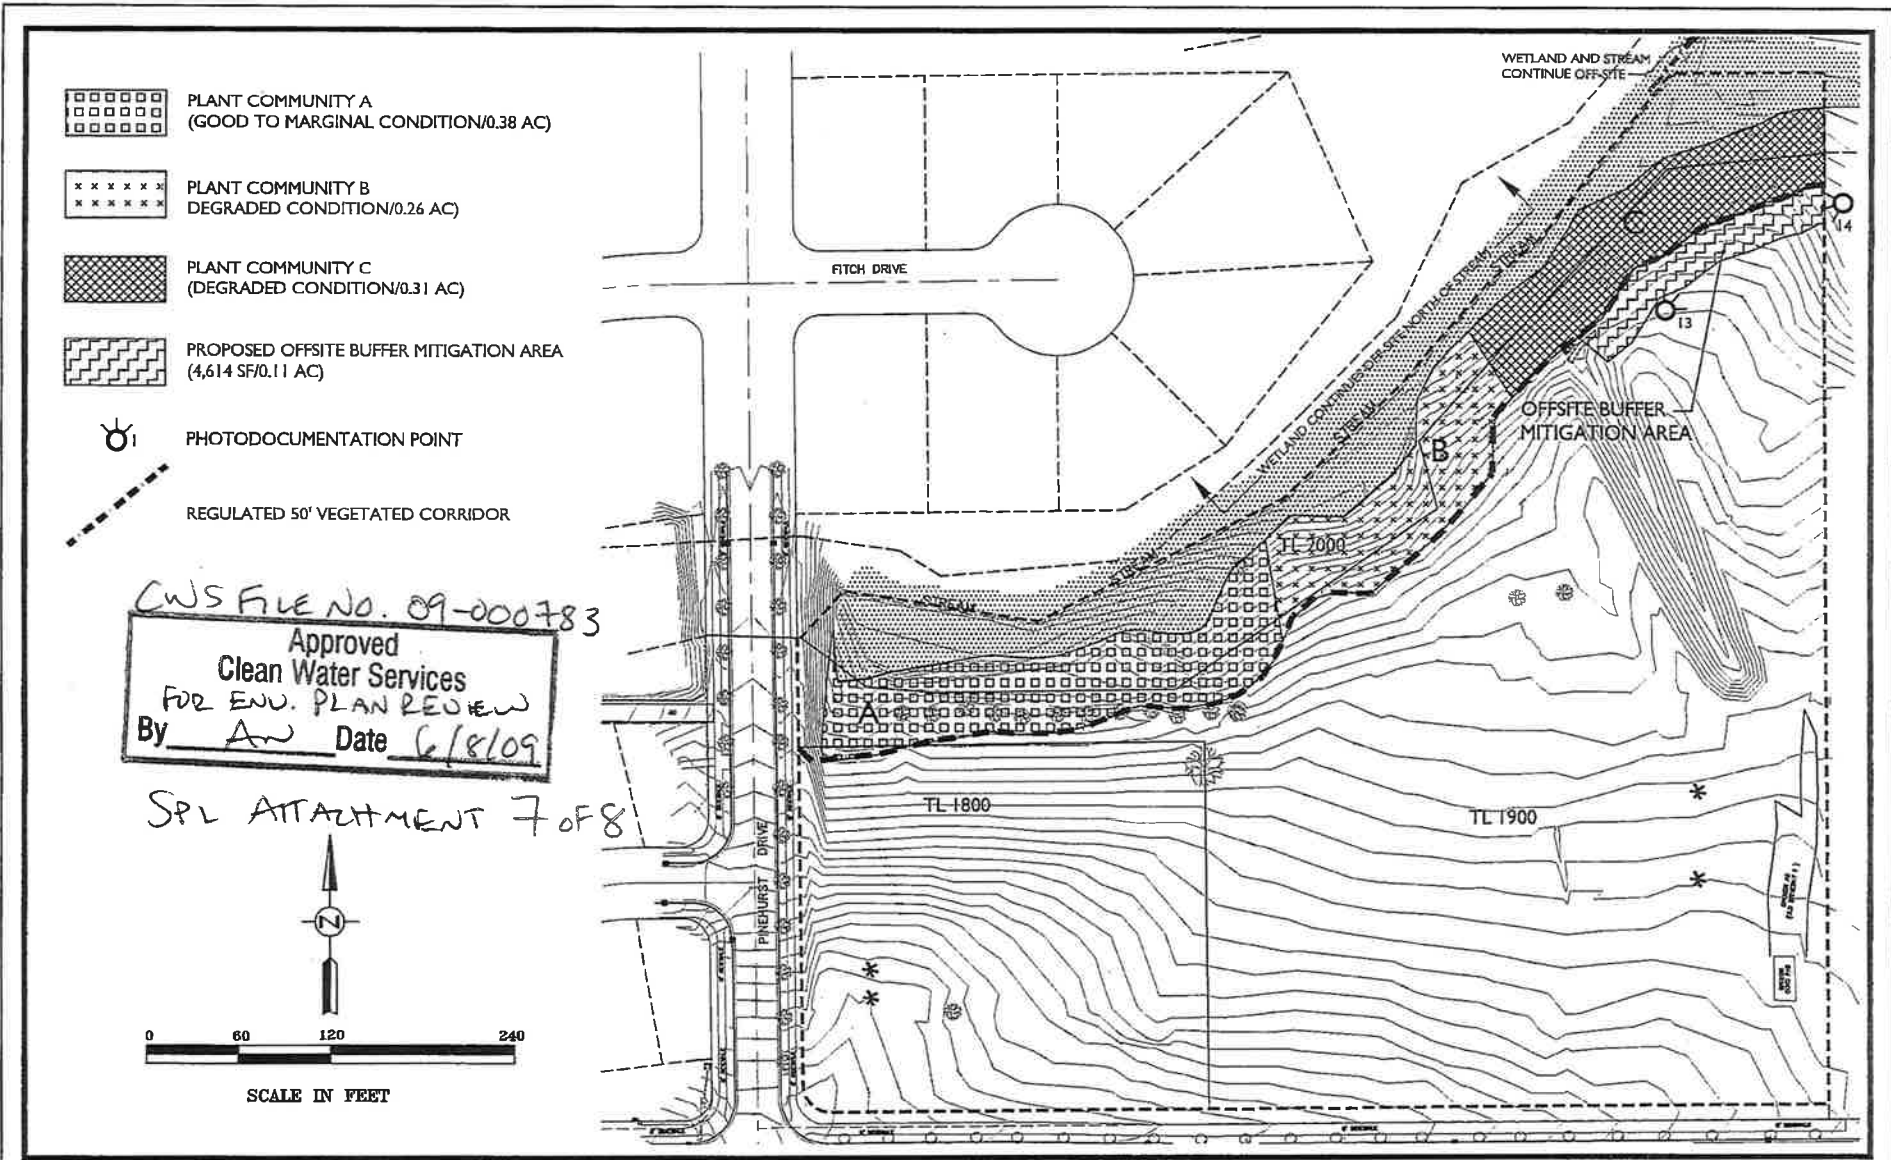 PLANT COMMUNITY A
(GOOD TO MARGINAL CONDITION/0.38 AC)
PLANT COMMUNITY B
DEGRADED CONDITION/0.26 AC)
PLANT COMMUNITY C
(DEGRADED CONDITION/0.31 AC)
PROPOSED OFFSITE BUFFER MITIGATION AREA
(4,614 SF/0.11 AC)
1
PHOTODOCUMENTATION POINT
REGULATED 50' VEGETATED CORRIDOR
CWS FILE NO. 09-000783
Approved
Clean Water Services
FOR ENV. PLAN REVIEW
By AN Date 6/8/09
SPL ATTACHMENT 7 OF 8
N
0 60 120 240
SCALE IN FEET
WETLAND AND STREAM
CONTINUE OFF-SITE
FITCH DRIVE
WETLAND CONTINUES OFF-SITE NORTH OF STREAM
STREAM
STREAM
STREAM
STREAM
C
14
13
OFFSITE BUFFER
MITIGATION AREA
B
TL 2000
A
TL 1800
TL 1900
PINEHURST DRIVE